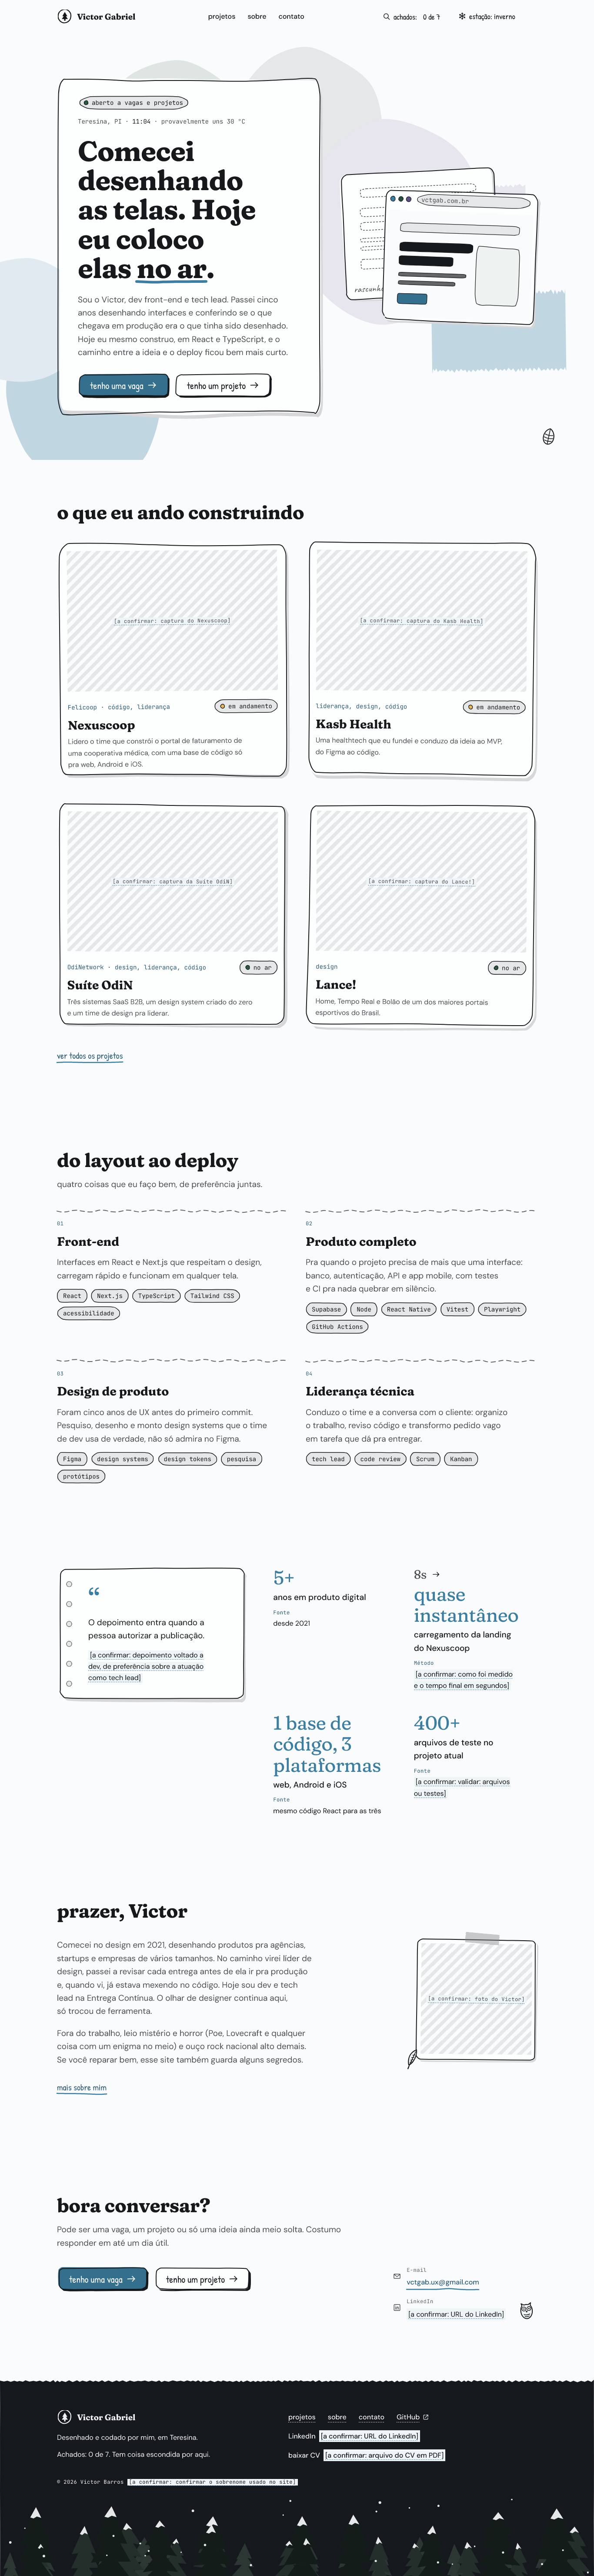 Victor Gabriel
projetos sobre contato
achados: 0 de 7
estação: inverno
aberto a vagas e projetos
Teresina, PI · 11:04 · provavelmente uns 30 °C
Comecei
desenhando
as telas. Hoje
eu coloco
elas no ar.
Sou o Victor, dev front-end e tech lead. Passei cinco
anos desenhando interfaces e conferindo se o que
chegava em produção era o que tinha sido desenhado.
Hoje eu mesmo construo, em React e TypeScript, e o
caminho entre a ideia e o deploy ficou bem mais curto.
tenho uma vaga →
tenho um projeto →
vctgab.com.br
rascunho
o que eu ando construindo
[a confirmar: captura do Nexuscoop]
Felicoop · código, liderança
em andamento
Nexuscoop
Lidero o time que constrói o portal de faturamento de
uma cooperativa médica, com uma base de código só
pra web, Android e iOS.
[a confirmar: captura da Kasb Health]
liderança, design, código
em andamento
Kasb Health
Uma healthtech que eu fundei e conduzo da ideia ao MVP,
do Figma ao código.
[a confirmar: captura da Suíte OdiN]
OdiNetwork · design, liderança, código
no ar
Suíte OdiN
Três sistemas SaaS B2B, um design system criado do zero
e um time de design pra liderar.
[a confirmar: captura do Lance!]
design
no ar
Lance!
Home, Tempo Real e Bolão de um dos maiores portais
esportivos do Brasil.
ver todos os projetos
do layout ao deploy
quatro coisas que eu faço bem, de preferência juntas.
01
Front-end
Interfaces em React e Next.js que respeitam o design,
carregam rápido e funcionam em qualquer tela.
React Next.js TypeScript Tailwind CSS
acessibilidade
02
Produto completo
Pra quando o projeto precisa de mais que uma interface:
banco, autenticação, API e app mobile, com testes
e CI pra nada quebrar em silêncio.
Supabase Node React Native Vitest Playwright
GitHub Actions
03
Design de produto
Foram cinco anos de UX antes do primeiro commit.
Pesquiso, desenho e monto design systems que o time
de dev usa de verdade, não só admira no Figma.
Figma design systems design tokens pesquisa
protótipos
04
Liderança técnica
Conduzo o time e a conversa com o cliente: organizo
o trabalho, reviso código e transformo pedido vago
em tarefa que dá pra entregar.
tech lead code review Scrum Kanban
“
O depoimento entra quando a
pessoa autorizar a publicação.
[a confirmar: depoimento voltado a
dev, de preferência sobre a atuação
como tech lead]
5+
anos em produto digital
Fonte
desde 2021
8s →
quase
instantâneo
carregamento da landing
do Nexuscoop
Método
[a confirmar: como foi medido
e o tempo final em segundos]
1 base de
código, 3
plataformas
web, Android e iOS
Fonte
mesmo código React para as três
400+
arquivos de teste no
projeto atual
Fonte
[a confirmar: validar: arquivos
ou testes]
prazer, Victor
Comecei no design em 2021, desenhando produtos pra agências,
startups e empresas de vários tamanhos. No caminho virei líder de
design, passei a revisar cada entrega antes de ela ir pra produção
e, quando vi, já estava mexendo no código. Hoje sou dev e tech
lead na Entrega Contínua. O olhar de designer continua aqui,
só trocou de ferramenta.
Fora do trabalho, leio mistério e horror (Poe, Lovecraft e qualquer
coisa com um enigma no meio) e ouço rock nacional alto demais.
Se você reparar bem, esse site também guarda alguns segredos.
mais sobre mim
[a confirmar: foto do Victor]
bora conversar?
Pode ser uma vaga, um projeto ou só uma ideia ainda meio solta. Costumo
responder em até um dia útil.
tenho uma vaga →
tenho um projeto →
E-mail
vctgab.ux@gmail.com
LinkedIn
[a confirmar: URL do LinkedIn]
Victor Gabriel
Desenhado e codado por mim, em Teresina.
Achados: 0 de 7. Tem coisa escondida por aqui.
projetos sobre contato GitHub
LinkedIn [a confirmar: URL do LinkedIn]
baixar CV [a confirmar: arquivo do CV em PDF]
© 2026 Victor Barros [a confirmar: confirmar o sobrenome usado no site]